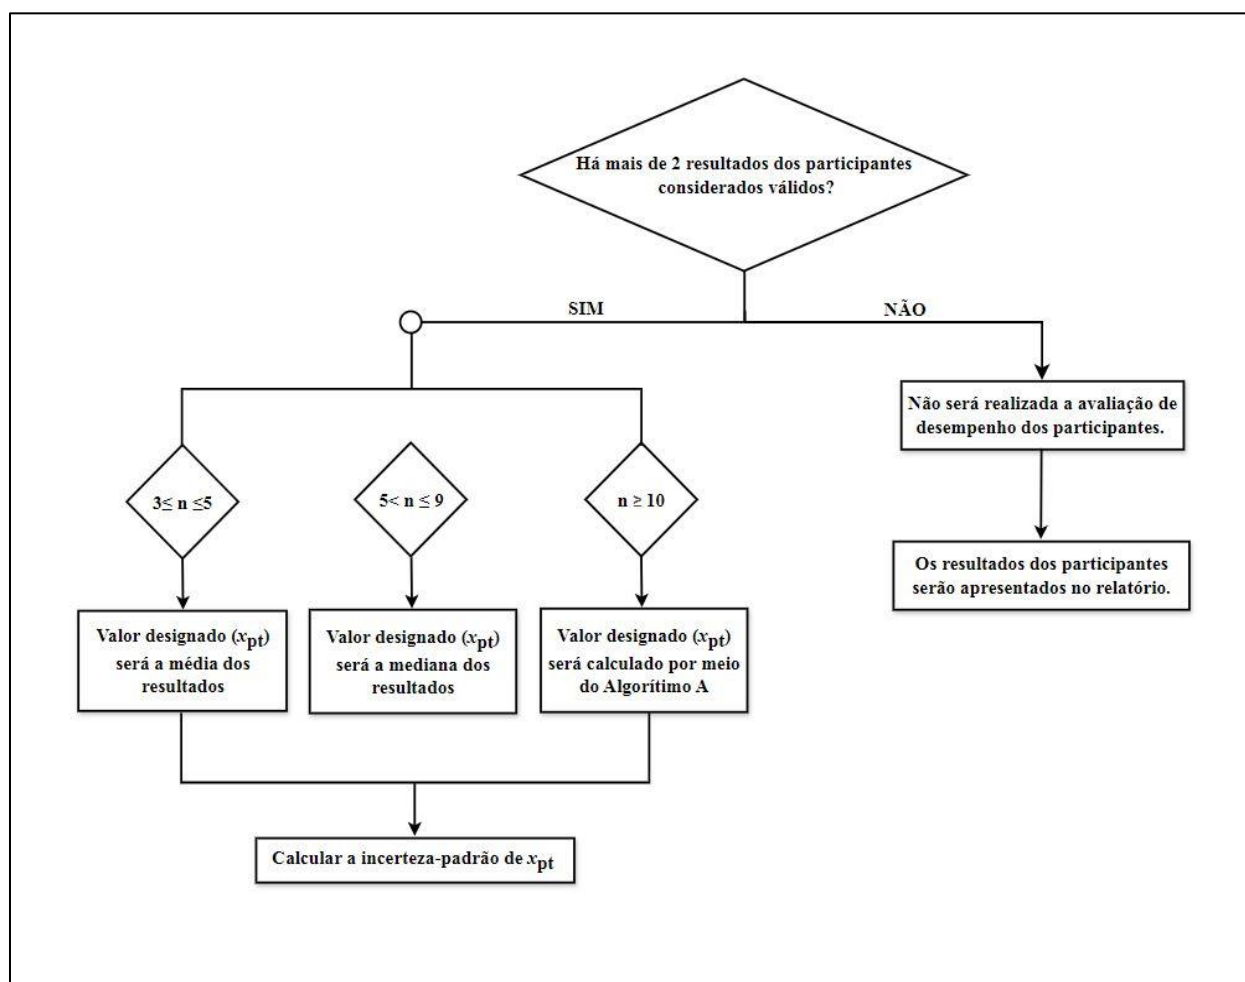 Há mais de 2 resultados dos participantes
considerados válidos?
SIM
NÃO
Não será realizada a avaliação de
desempenho dos participantes.
3≤ n ≤5
5< n ≤ 9
n ≥ 10
Os resultados dos participantes
serão apresentados no relatório.
Valor designado (xpt)
será a média dos
resultados
Valor designado (xpt)
será a mediana dos
resultados
Valor designado (xpt)
será calculado por meio
do Algorítimo A
Calcular a incerteza-padrão de xpt